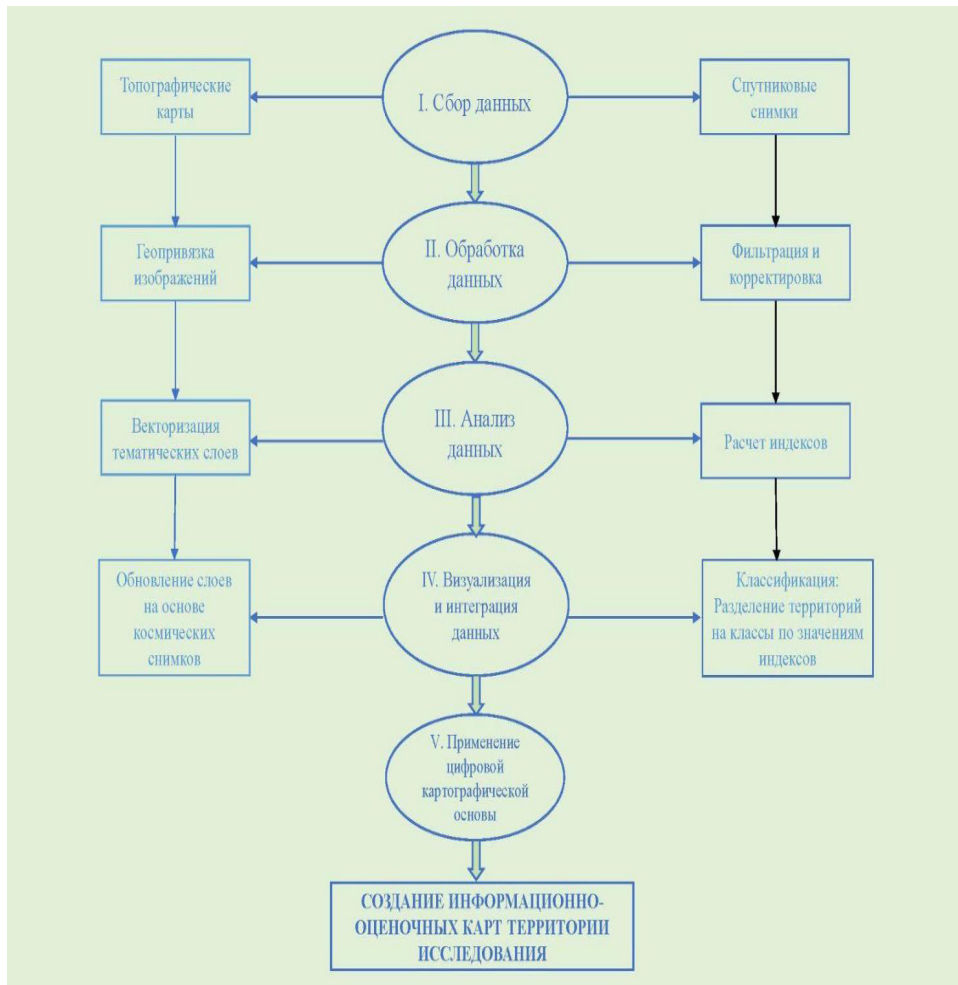 Топографические
карты
I. Сбор данных
Спутниковые
снимки
Геопривязка
изображений
II. Обработка
данных
Фильтрация и
корректировка
Векторизация
тематических слоев
III. Анализ
данных
Расчет индексов
Обновление слоев
на основе
космических
снимков
IV. Визуализация
и интеграция
данных
Классификация:
Разделение территорий
на классы по значениям
индексов
V. Применение
цифровой
картографической
основы
СОЗДАНИЕ ИНФОРМАЦИОННО-
ОЦЕНОЧНЫХ КАРТ ТЕРРИТОРИИ
ИССЛЕДОВАНИЯ